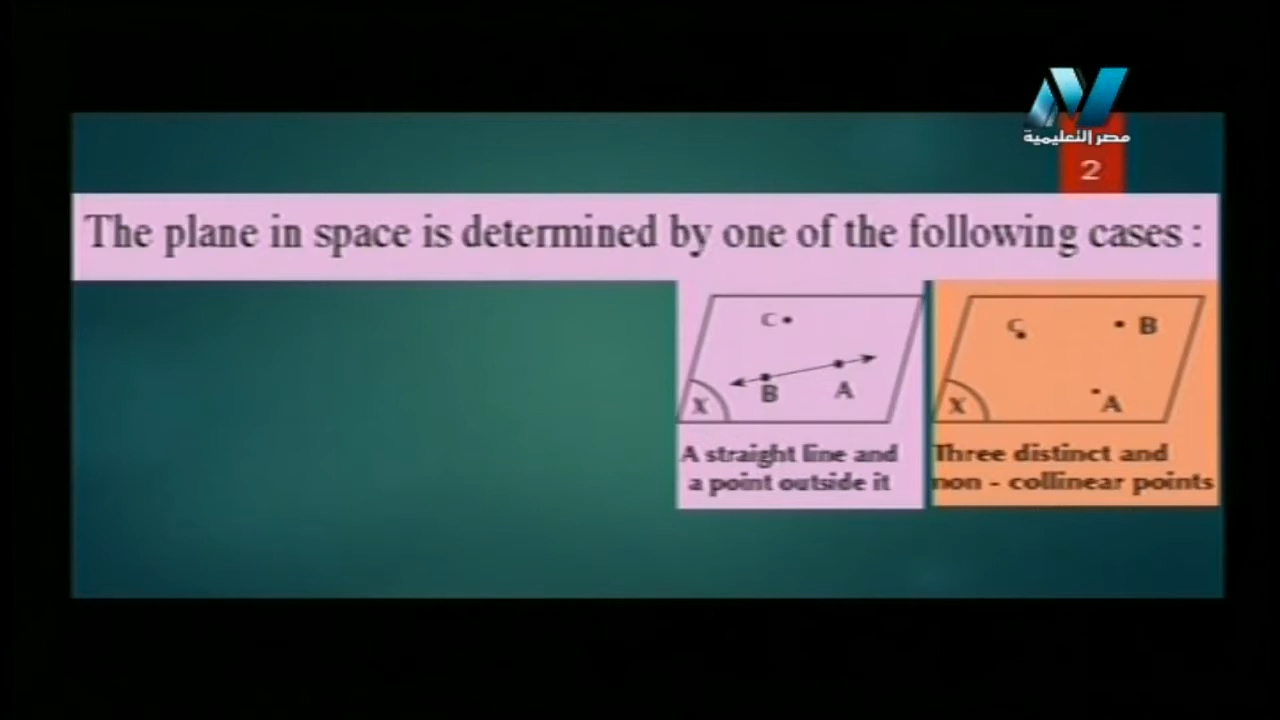 مصر التعليمية
2
The plane in space is determined by one of the following cases :
C
B
A
X
A straight line and
a point outside it
C
B
A
X
Three distinct and
non - collinear points